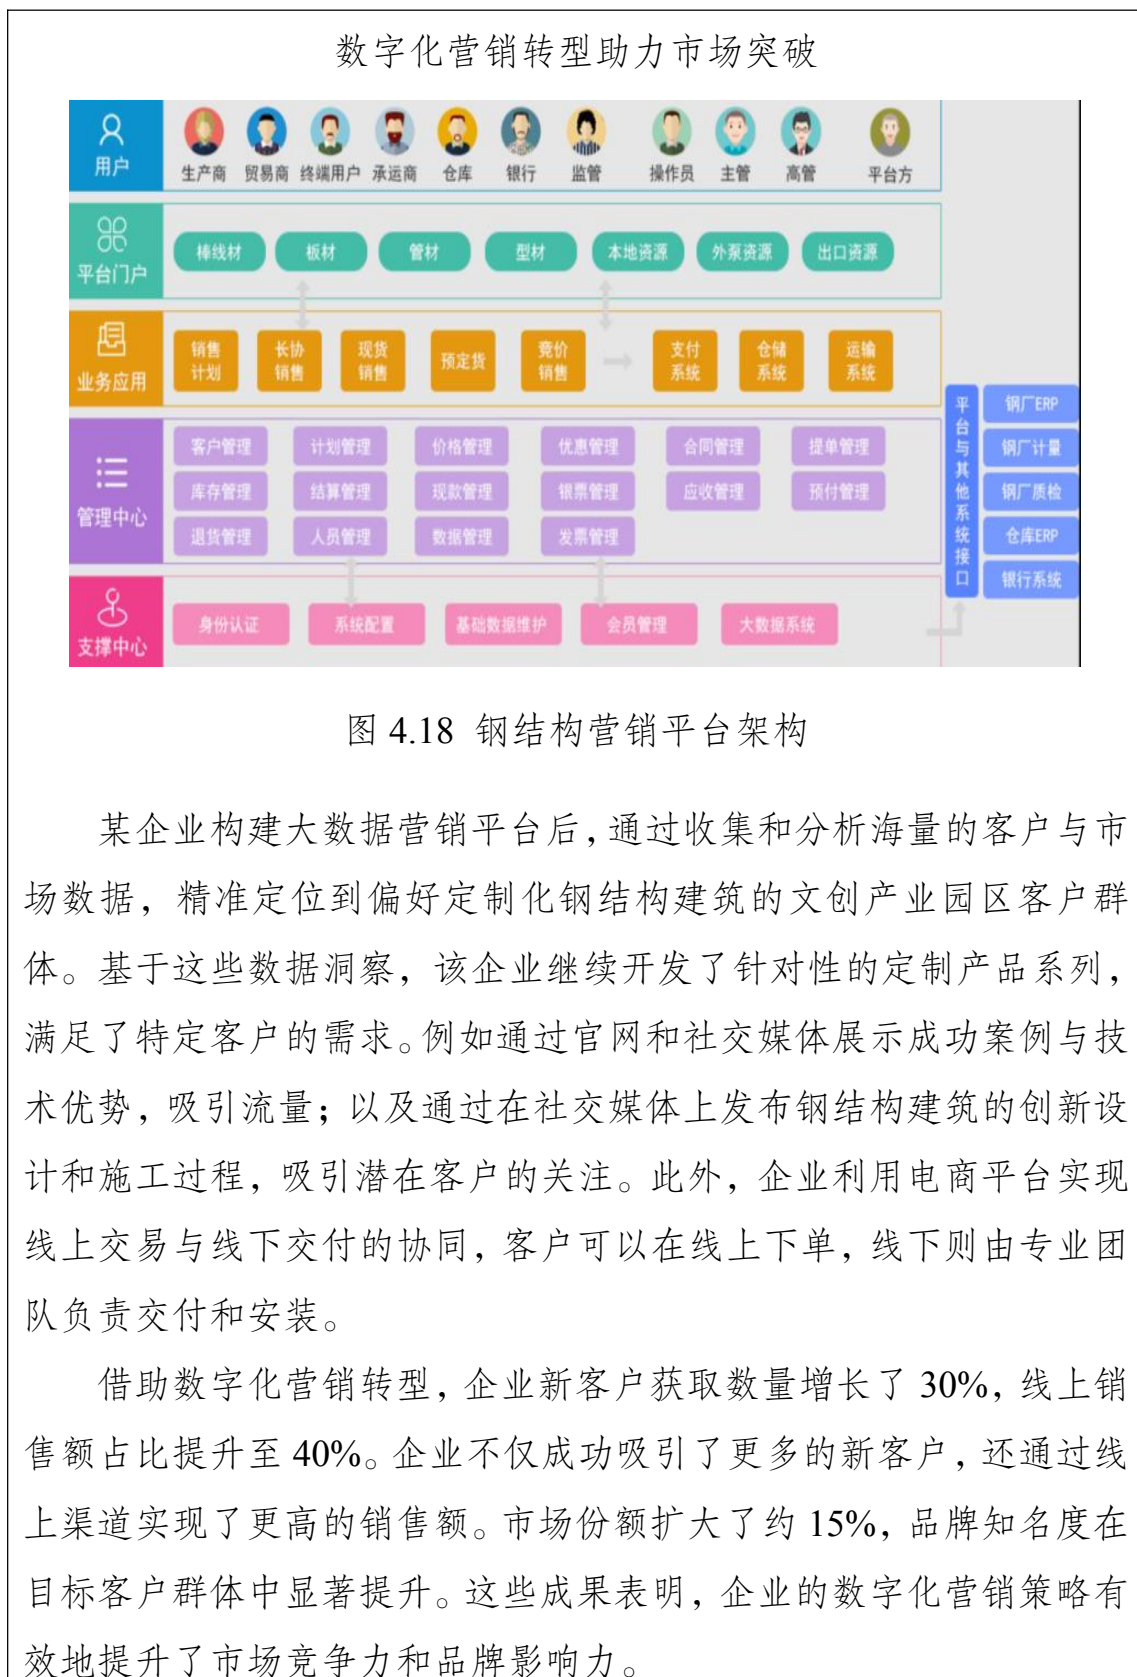 数字化营销转型助力市场突破
用户
生产商 贸易商 终端用户 承运商 仓库 银行 监管 操作员 主管 高管 平台方
平台门户
棒线材 板材 管材 型材 本地资源 外泵资源 出口资源
业务应用
销售计划 长协销售 现货销售 预定货 竞价销售 支付系统 仓储系统 运输系统
管理中心
客户管理 计划管理 价格管理 优惠管理 合同管理 提单管理
库存管理 结算管理 现款管理 银票管理 应收管理 预付管理
退货管理 人员管理 数据管理 发票管理
支撑中心
身份认证 系统配置 基础数据维护 会员管理 大数据系统
平台与其他系统接口
钢厂ERP
钢厂计量
钢厂质检
仓库ERP
银行系统
图 4.18 钢结构营销平台架构
某企业构建大数据营销平台后，通过收集和分析海量的客户与市
场数据，精准定位到偏好定制化钢结构建筑的文创产业园区客户群
体。基于这些数据洞察，该企业继续开发了针对性的定制产品系列，
满足了特定客户的需求。例如通过官网和社交媒体展示成功案例与技
术优势，吸引流量；以及通过在社交媒体上发布钢结构建筑的创新设
计和施工过程，吸引潜在客户的关注。此外，企业利用电商平台实现
线上交易与线下交付的协同，客户可以在线上下单，线下则由专业团
队负责交付和安装。
借助数字化营销转型，企业新客户获取数量增长了 30%，线上销
售额占比提升至 40%。企业不仅成功吸引了更多的新客户，还通过线
上渠道实现了更高的销售额。市场份额扩大了约 15%，品牌知名度在
目标客户群体中显著提升。这些成果表明，企业的数字化营销策略有
效地提升了市场竞争力和品牌影响力。